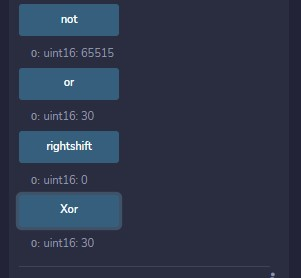 not
0: uint16: 65515
or
0: uint16: 30
rightshift
0: uint16: 0
Xor
0: uint16: 30